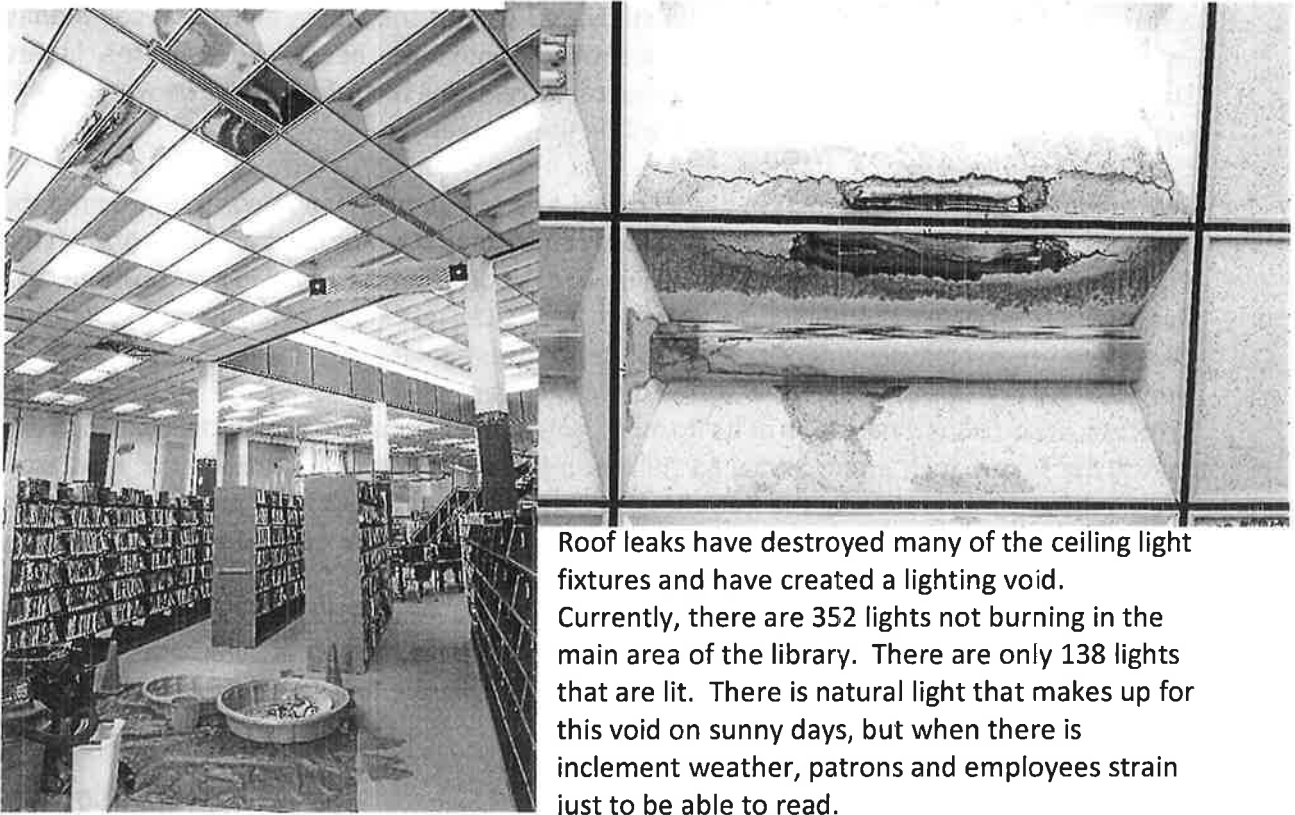 Roof leaks have destroyed many of the ceiling light
fixtures and have created a lighting void.
Currently, there are 352 lights not burning in the
main area of the library.  There are only 138 lights
that are lit.  There is natural light that makes up for
this void on sunny days, but when there is
inclement weather, patrons and employees strain
just to be able to read.